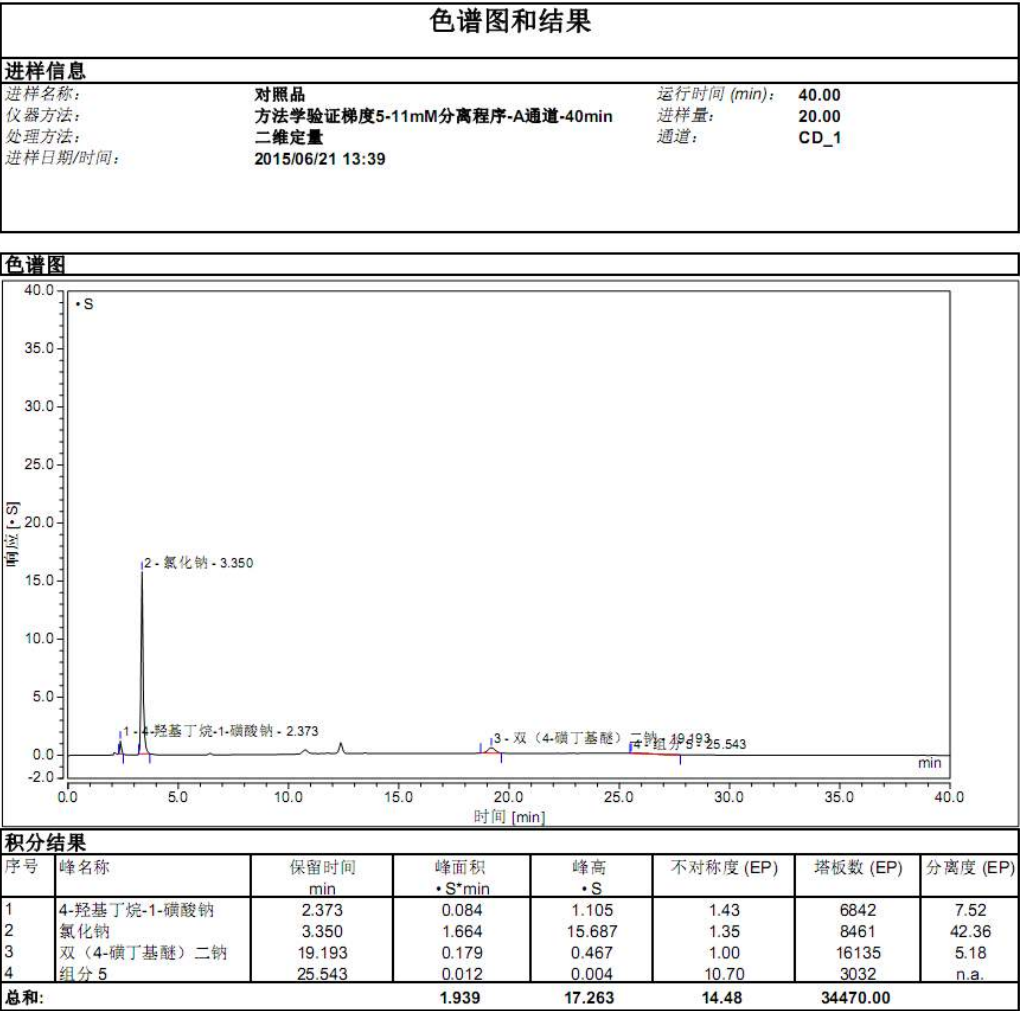 色谱图和结果
进样信息
进样名称： 对照品 运行时间 (min)： 40.00
仪器方法： 方法学验证梯度5-11mM分离程序-A通道-40min 进样量： 20.00
处理方法： 二维定量 通道： CD_1
进样日期/时间： 2015/06/21 13:39
色谱图
40.0
• S
35.0
30.0
25.0
20.0
响应 [• S]
2 - 氯化钠 - 3.350
15.0
10.0
5.0
1 - 4-羟基丁烷-1-磺酸钠 - 2.373
3 - 双（4-磺丁基醚）二钠 - 19.193
4 - 组分 5 - 25.543
0.0
min
-2.0
0.0 5.0 10.0 15.0 20.0 25.0 30.0 35.0 40.0
时间 [min]
积分结果
序号 峰名称 保留时间 峰面积 峰高 不对称度 (EP) 塔板数 (EP) 分离度 (EP)
min • S*min • S
1 4-羟基丁烷-1-磺酸钠 2.373 0.084 1.105 1.43 6842 7.52
2 氯化钠 3.350 1.664 15.687 1.35 8461 42.36
3 双（4-磺丁基醚）二钠 19.193 0.179 0.467 1.00 16135 5.18
4 组分 5 25.543 0.012 0.004 10.70 3032 n.a.
总和: 1.939 17.263 14.48 34470.00